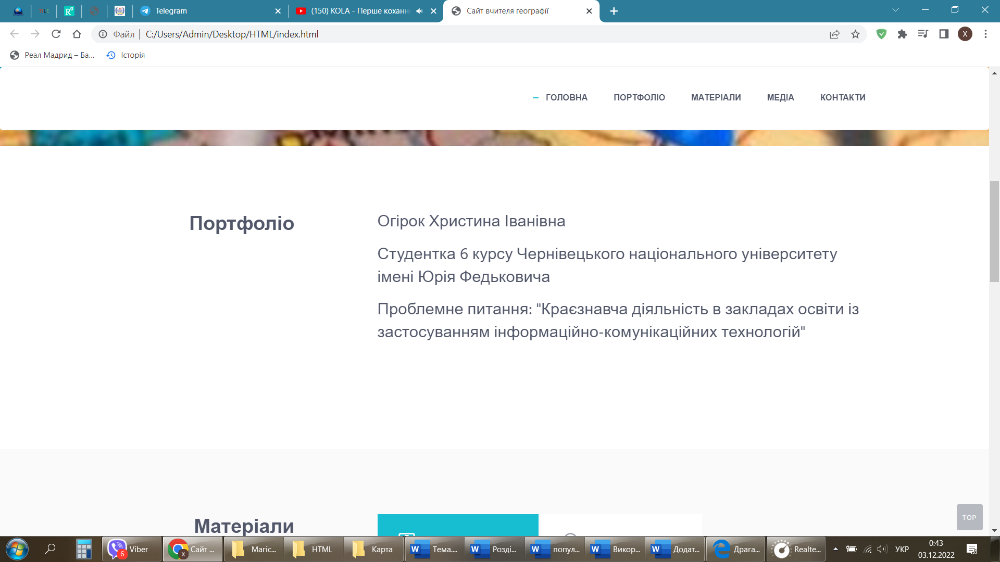 Telegram
(150) KOLA - Перше коханн
Сайт вчителя географії
Файл
C:/Users/Admin/Desktop/HTML/index.html
X
Реал Мадрид – Ба...
Історія
ГОЛОВНА
ПОРТФОЛІО
МАТЕРІАЛИ
МЕДІА
КОНТАКТИ
Портфоліо
Огірок Христина Іванівна
Студентка 6 курсу Чернівецького національного університету
імені Юрія Федьковича
Проблемне питання: "Краєзнавча діяльність в закладах освіти із
застосуванням інформаційно-комунікаційних технологій"
Матеріали
TOP
6
Viber
Сайт ...
Магіс...
HTML
Карта
Тема....
Розді...
попул...
Викор...
Додат...
Драга...
Realte...
УКР
0:43
03.12.2022